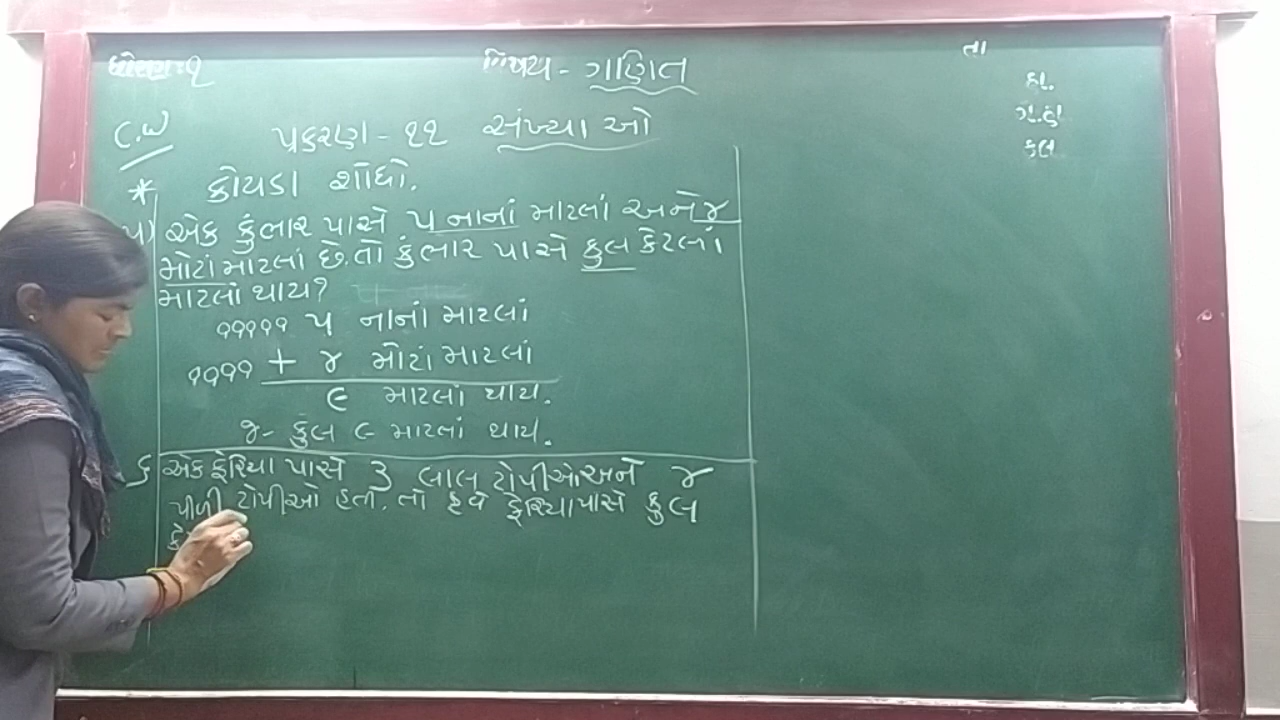 ધોરણ:૧
વિષય - ગણિત
તા
હા.
ગે.હા
કુલ
C.W
પ્રકરણ - ૧૧ સંખ્યા ઓ
* કોયડા શોધો.
૫) એક કુંભાર પાસે ૫ નાનાં માટલાં અને ૪
મોટાં માટલાં છે. તો કુંભાર પાસે કુલ કેટલાં
માટલાં થાય?
૧૧૧૧૧ ૫ નાનાં માટલાં
૧૧૧૧ + ૪ મોટાં માટલાં
૯ માટલાં થાય.
જ- કુલ ૯ માટલાં થાય.
૬ એક ફેરિયા પાસે ૩ લાલ ટોપીઓ અને ૪
પીળી ટોપીઓ હતી. તો હવે ફેરિયા પાસે કુલ
કે